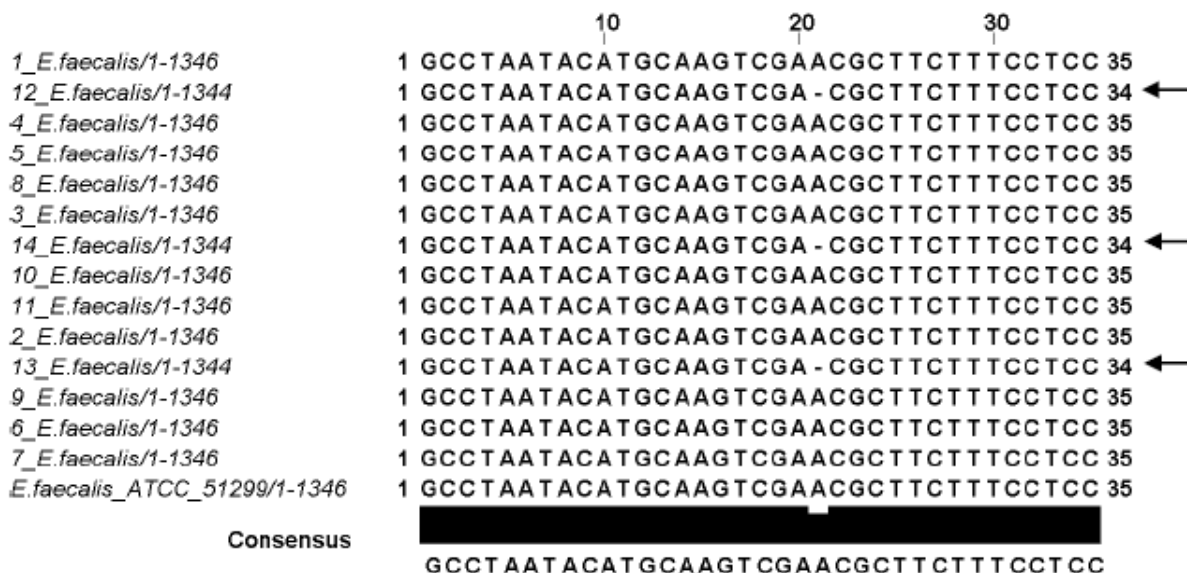 10 20 30
1_E.faecalis/1-1346 1 GCCTAATACATGCAAGTCGAACGCTTCTTTCCTCC 35
12_E.faecalis/1-1344 1 GCCTAATACATGCAAGTCGA-CGCTTCTTTCCTCC 34
4_E.faecalis/1-1346 1 GCCTAATACATGCAAGTCGAACGCTTCTTTCCTCC 35
5_E.faecalis/1-1346 1 GCCTAATACATGCAAGTCGAACGCTTCTTTCCTCC 35
8_E.faecalis/1-1346 1 GCCTAATACATGCAAGTCGAACGCTTCTTTCCTCC 35
3_E.faecalis/1-1346 1 GCCTAATACATGCAAGTCGAACGCTTCTTTCCTCC 35
14_E.faecalis/1-1344 1 GCCTAATACATGCAAGTCGA-CGCTTCTTTCCTCC 34
10_E.faecalis/1-1346 1 GCCTAATACATGCAAGTCGAACGCTTCTTTCCTCC 35
11_E.faecalis/1-1346 1 GCCTAATACATGCAAGTCGAACGCTTCTTTCCTCC 35
2_E.faecalis/1-1346 1 GCCTAATACATGCAAGTCGAACGCTTCTTTCCTCC 35
13_E.faecalis/1-1344 1 GCCTAATACATGCAAGTCGA-CGCTTCTTTCCTCC 34
9_E.faecalis/1-1346 1 GCCTAATACATGCAAGTCGAACGCTTCTTTCCTCC 35
6_E.faecalis/1-1346 1 GCCTAATACATGCAAGTCGAACGCTTCTTTCCTCC 35
7_E.faecalis/1-1346 1 GCCTAATACATGCAAGTCGAACGCTTCTTTCCTCC 35
E.faecalis_ATCC_51299/1-1346 1 GCCTAATACATGCAAGTCGAACGCTTCTTTCCTCC 35
Consensus
GCCTAATACATGCAAGTCGAACGCTTCTTTCCTCC